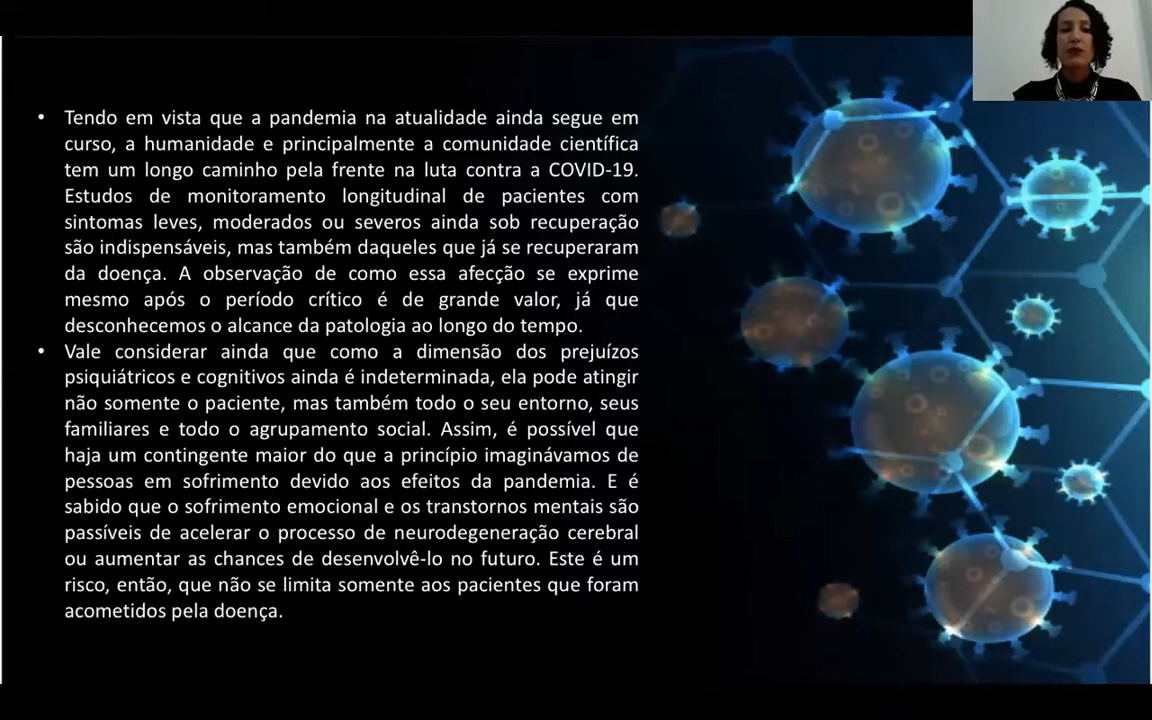 • Tendo em vista que a pandemia na atualidade ainda segue em
curso, a humanidade e principalmente a comunidade científica
tem um longo caminho pela frente na luta contra a COVID-19.
Estudos de monitoramento longitudinal de pacientes com
sintomas leves, moderados ou severos ainda sob recuperação
são indispensáveis, mas também daqueles que já se recuperaram
da doença. A observação de como essa afecção se exprime
mesmo após o período crítico é de grande valor, já que
desconhecemos o alcance da patologia ao longo do tempo.
• Vale considerar ainda que como a dimensão dos prejuízos
psiquiátricos e cognitivos ainda é indeterminada, ela pode atingir
não somente o paciente, mas também todo o seu entorno, seus
familiares e todo o agrupamento social. Assim, é possível que
haja um contingente maior do que a princípio imaginávamos de
pessoas em sofrimento devido aos efeitos da pandemia. E é
sabido que o sofrimento emocional e os transtornos mentais são
passíveis de acelerar o processo de neurodegeneração cerebral
ou aumentar as chances de desenvolvê-lo no futuro. Este é um
risco, então, que não se limita somente aos pacientes que foram
acometidos pela doença.